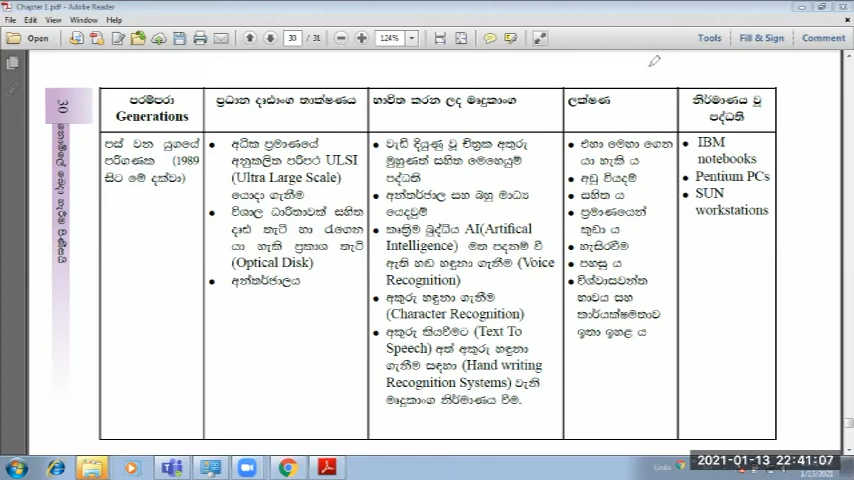 Chapter 1.pdf - Adobe Reader
File Edit View Window Help
Open 30 / 31 124% Tools Fill & Sign Comment
30
පරම්පරා
Generations
ප්‍රධාන දෘඪාංග තාක්ෂණය
භාවිත කරන ලද මෘදුකාංග
ලක්ෂණ
නිර්මාණය වූ
පද්ධති
පස් වන යුගයේ
පරිගණක (1989
සිට මේ දක්වා)
• අධික ප්‍රමාණයේ
අනුකලිත පරිපථ ULSI
(Ultra Large Scale)
යොදා ගැනීම
• විශාල ධාරිතාවක් සහිත
දෘඪ තැටි හා රැගෙන
යා හැකි ප්‍රකාශ තැටි
(Optical Disk)
• අන්තර්ජාලය
• වැඩි දියුණු වූ චිත්‍රක අතුරු
මුහුණත් සහිත මෙහෙයුම්
පද්ධති
• අන්තර්ජාල සහ බහු මාධ්‍ය
යෙදවුම්
• කෘත්‍රිම බුද්ධිය AI(Artifical
Intelligence) මත පදනම් වී
ඇති හඬ හඳුනා ගැනීම (Voice
Recognition)
• අකුරු හඳුනා ගැනීම
(Character Recognition)
• අකුරු කියවීමට (Text To
Speech) අත් අකුරු හඳුනා
ගැනීම සඳහා (Hand writing
Recognition Systems) වැනි
මෘදුකාංග නිර්මාණය වීම.
• එහා මෙහා ගෙන
යා හැකි ය
• අඩු වියදම්
• සහිත ය
• ප්‍රමාණයෙන්
කුඩා ය
• හැසිරවීම
• පහසු ය
• විශ්වාසවන්ත
භාවය සහ
කාර්යක්ෂමතාව
ඉතා ඉහළ ය
• IBM
notebooks
• Pentium PCs
• SUN
workstations
Links
2021-01-13 22:41:07
1/13/2021